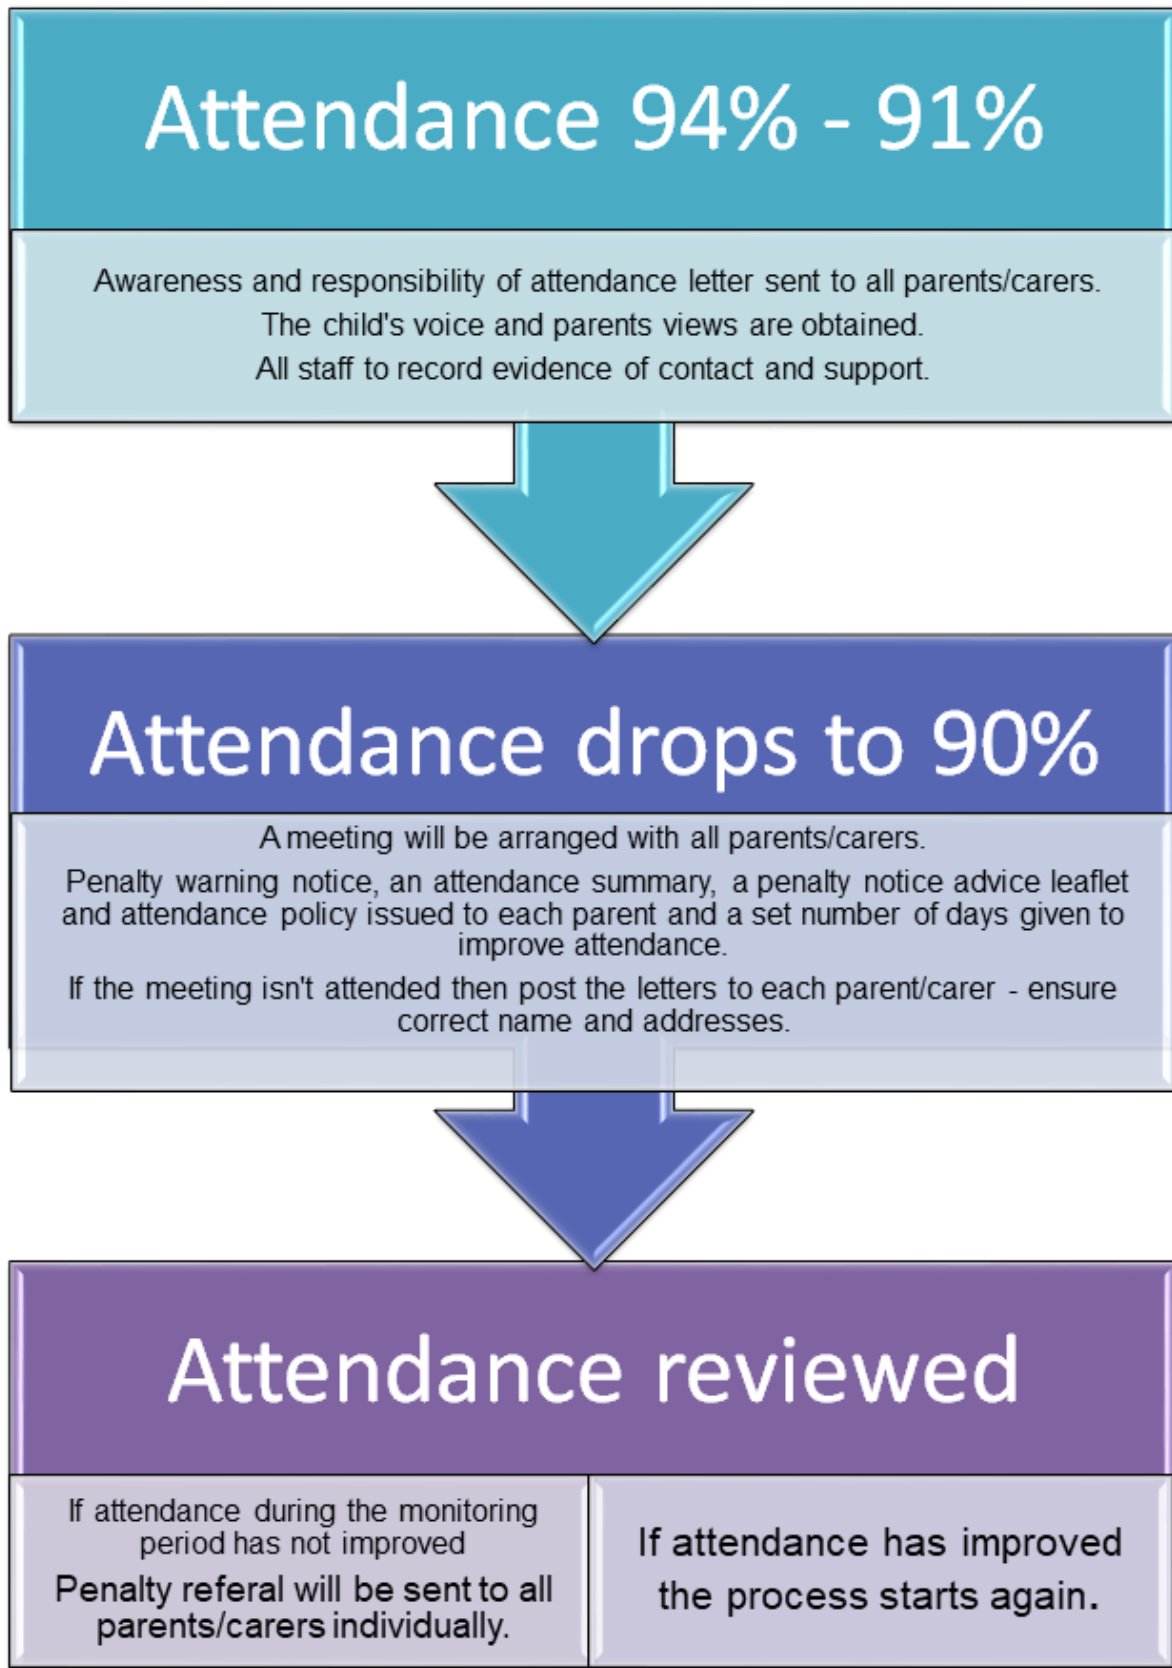 Attendance 94% - 91%
Awareness and responsibility of attendance letter sent to all parents/carers.
The child's voice and parents views are obtained.
All staff to record evidence of contact and support.
Attendance drops to 90%
A meeting will be arranged with all parents/carers.
Penalty warning notice, an attendance summary, a penalty notice advice leaflet
and attendance policy issued to each parent and a set number of days given to
improve attendance.
If the meeting isn't attended then post the letters to each parent/carer - ensure
correct name and addresses.
Attendance reviewed
If attendance during the monitoring
period has not improved
Penalty referal will be sent to all
parents/carers individually.
If attendance has improved
the process starts again.